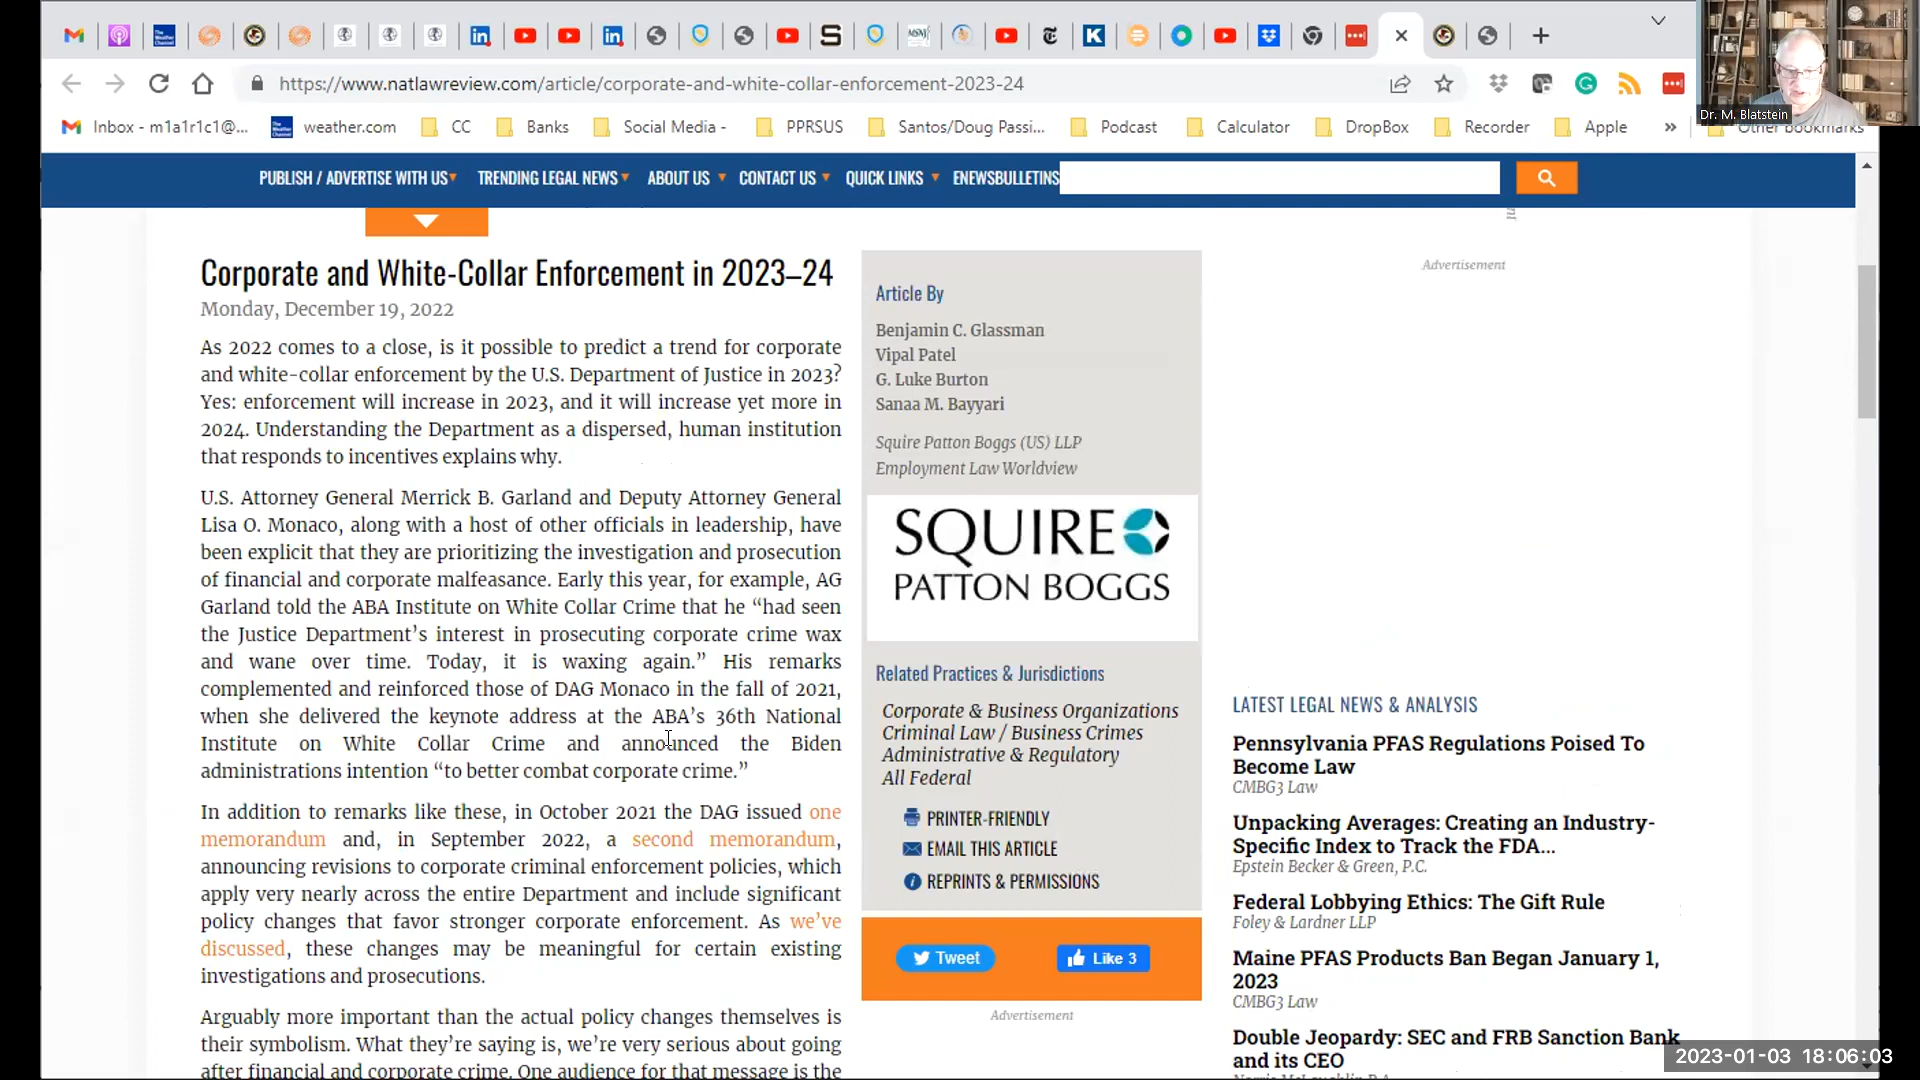 https://www.natlawreview.com/article/corporate-and-white-collar-enforcement-2023-24
Dr. M. Blatstein
Inbox - m1a1r1c1@...
weather.com
CC
Banks
Social Media -
PPRSUS
Santos/Doug Passi...
Podcast
Calculator
DropBox
Recorder
Apple
»
Other bookmarks
PUBLISH / ADVERTISE WITH US
TRENDING LEGAL NEWS
ABOUT US
CONTACT US
QUICK LINKS
ENEWSBULLETINS
Corporate and White-Collar Enforcement in 2023–24
Monday, December 19, 2022
As 2022 comes to a close, is it possible to predict a trend for corporate
and white-collar enforcement by the U.S. Department of Justice in 2023?
Yes: enforcement will increase in 2023, and it will increase yet more in
2024. Understanding the Department as a dispersed, human institution
that responds to incentives explains why.
U.S. Attorney General Merrick B. Garland and Deputy Attorney General
Lisa O. Monaco, along with a host of other officials in leadership, have
been explicit that they are prioritizing the investigation and prosecution
of financial and corporate malfeasance. Early this year, for example, AG
Garland told the ABA Institute on White Collar Crime that he “had seen
the Justice Department’s interest in prosecuting corporate crime wax
and wane over time. Today, it is waxing again.” His remarks
complemented and reinforced those of DAG Monaco in the fall of 2021,
when she delivered the keynote address at the ABA’s 36th National
Institute on White Collar Crime and announced the Biden
administrations intention “to better combat corporate crime.”
In addition to remarks like these, in October 2021 the DAG issued one
memorandum and, in September 2022, a second memorandum,
announcing revisions to corporate criminal enforcement policies, which
apply very nearly across the entire Department and include significant
policy changes that favor stronger corporate enforcement. As we’ve
discussed, these changes may be meaningful for certain existing
investigations and prosecutions.
Arguably more important than the actual policy changes themselves is
their symbolism. What they’re saying is, we’re very serious about going
after financial and corporate crime. One audience for that message is the
Article By
Benjamin C. Glassman
Vipal Patel
G. Luke Burton
Sanaa M. Bayyari
Squire Patton Boggs (US) LLP
Employment Law Worldview
SQUIRE
PATTON BOGGS
Related Practices & Jurisdictions
Corporate & Business Organizations
Criminal Law / Business Crimes
Administrative & Regulatory
All Federal
PRINTER-FRIENDLY
EMAIL THIS ARTICLE
REPRINTS & PERMISSIONS
Tweet
Like 3
Advertisement
Advertisement
LATEST LEGAL NEWS & ANALYSIS
Pennsylvania PFAS Regulations Poised To
Become Law
CMBG3 Law
Unpacking Averages: Creating an Industry-
Specific Index to Track the FDA...
Epstein Becker & Green, P.C.
Federal Lobbying Ethics: The Gift Rule
Foley & Lardner LLP
Maine PFAS Products Ban Began January 1,
2023
CMBG3 Law
Double Jeopardy: SEC and FRB Sanction Bank
and its CEO
2023-01-03 18:06:03